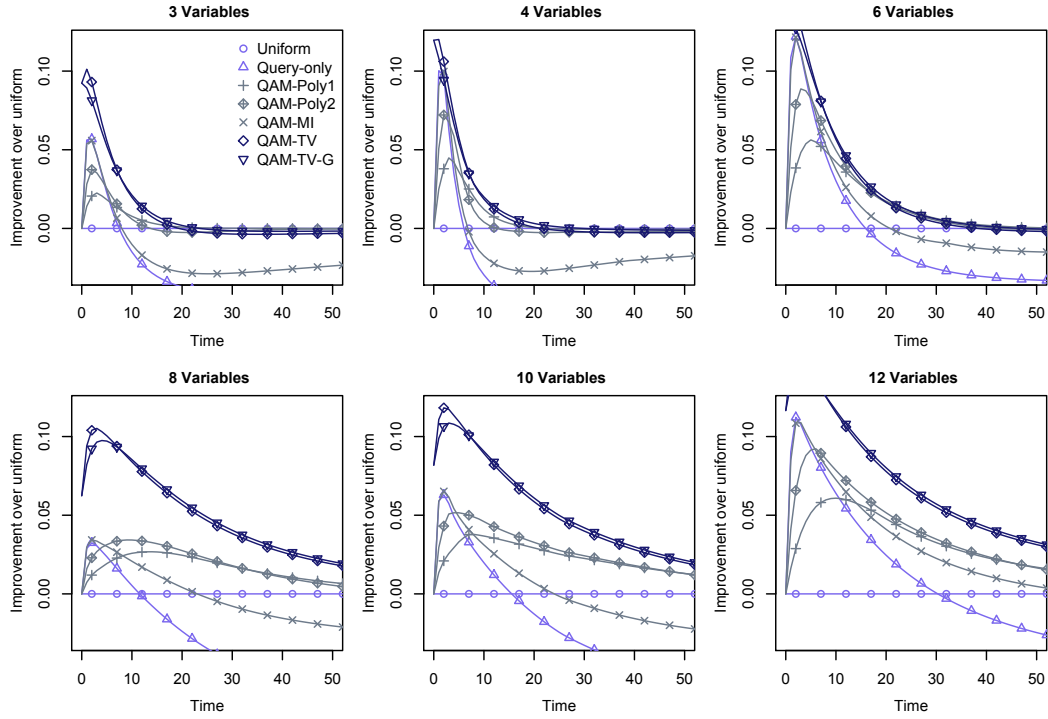 3 Variables
4 Variables
6 Variables
Improvement over uniform
0.10
0.05
0.00
Uniform
Query-only
QAM-Poly1
QAM-Poly2
QAM-MI
QAM-TV
QAM-TV-G
0 10 20 30 40 50
Time
Improvement over uniform
0.10
0.05
0.00
0 10 20 30 40 50
Time
Improvement over uniform
0.10
0.05
0.00
0 10 20 30 40 50
Time
8 Variables
10 Variables
12 Variables
Improvement over uniform
0.10
0.05
0.00
0 10 20 30 40 50
Time
Improvement over uniform
0.10
0.05
0.00
0 10 20 30 40 50
Time
Improvement over uniform
0.10
0.05
0.00
0 10 20 30 40 50
Time